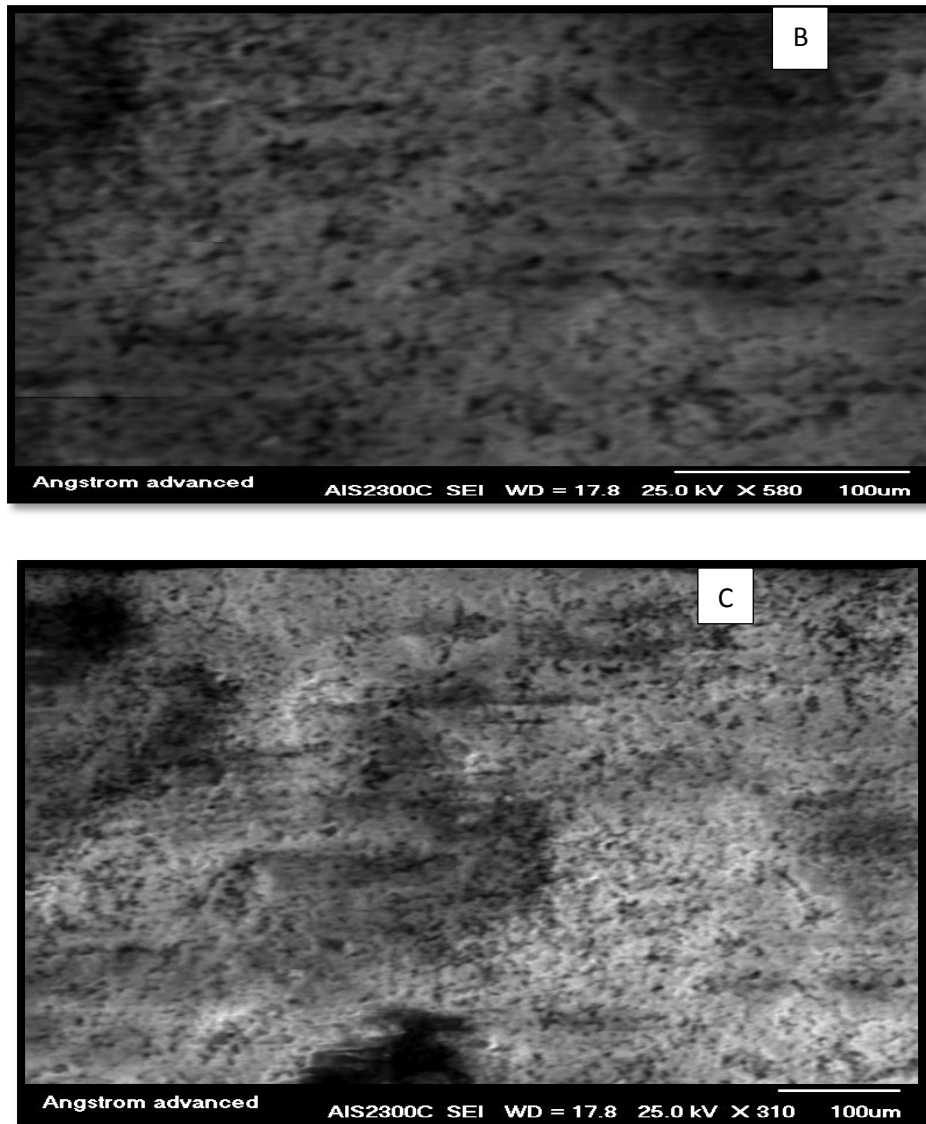 B
Angstrom advanced
AIS2300C SEI WD = 17.8 25.0 kV X 580 100um
C
Angstrom advanced
AIS2300C SEI WD = 17.8 25.0 kV X 310 100um